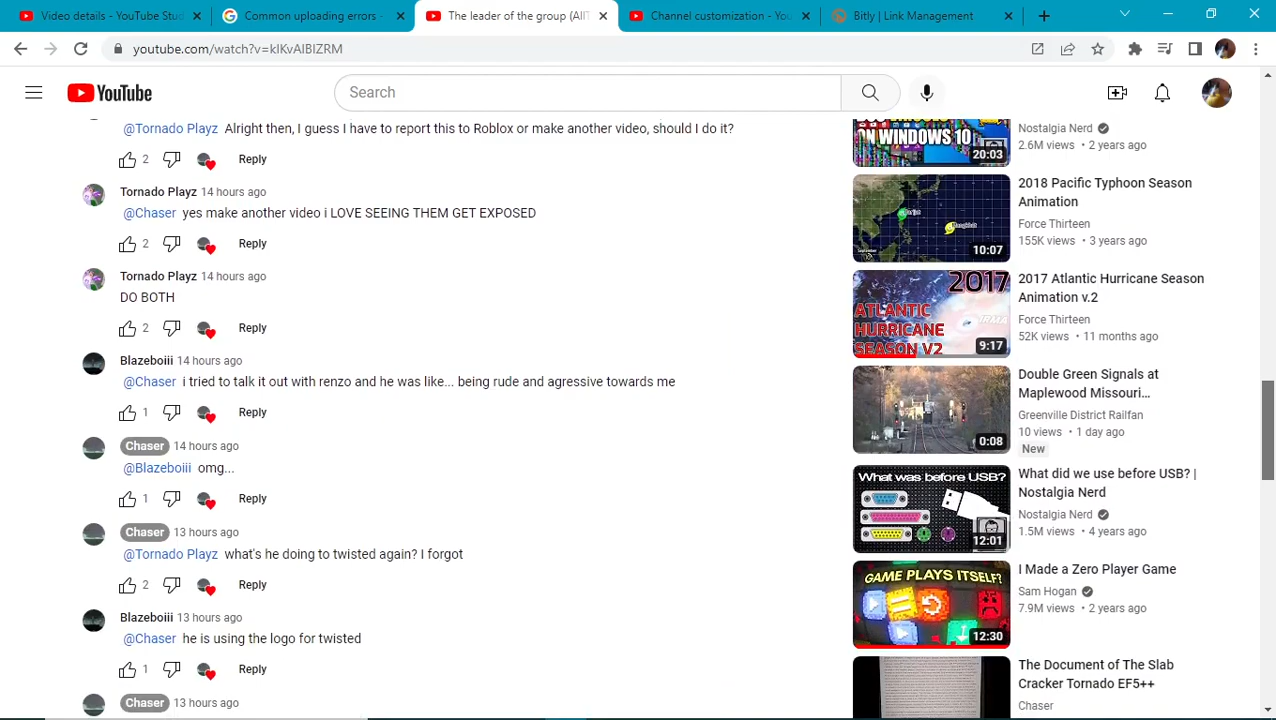 Video details - YouTube Stud
Common uploading errors -
The leader of the group (AllT
Channel customization - You
Bitly | Link Management
youtube.com/watch?v=kIKvAIBIZRM
YouTube
Search
@Tornado Playz Alright then, I guess I have to report this to Roblox or make another video, should I do it?
2 Reply
Tornado Playz 14 hours ago
@Chaser yeah make another video i LOVE SEEING THEM GET EXPOSED
2 Reply
Tornado Playz 14 hours ago
DO BOTH
2 Reply
Blazeboiii 14 hours ago
@Chaser I tried to talk it out with renzo and he was like... being rude and agressive towards me
1 Reply
Chaser 14 hours ago
@Blazeboiii omg...
1 Reply
Chaser 14 hours ago
@Tornado Playz what's he doing to twisted again? I forgot
2 Reply
Blazeboiii 13 hours ago
@Chaser he is using the logo for twisted
1 Reply
Chaser
ON WINDOWS 10
20:03
Nostalgia Nerd
2.6M views • 2 years ago
10:07
2018 Pacific Typhoon Season
Animation
Force Thirteen
155K views • 3 years ago
2017
ATLANTIC
HURRICANE
SEASON V2
IRMA
9:17
2017 Atlantic Hurricane Season
Animation v.2
Force Thirteen
52K views • 11 months ago
0:08
Double Green Signals at
Maplewood Missouri...
Greenville District Railfan
10 views • 1 day ago
New
What was before USB?
12:01
What did we use before USB? |
Nostalgia Nerd
Nostalgia Nerd
1.5M views • 4 years ago
GAME PLAYS ITSELF?
12:30
I Made a Zero Player Game
Sam Hogan
7.9M views • 2 years ago
The Document of The
Cracker Town
Chaser